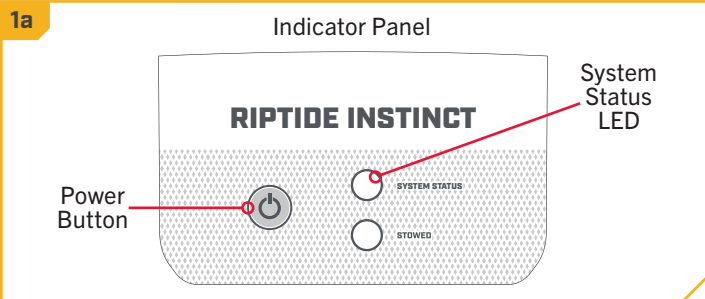 1a
Indicator Panel
System
Status
LED
RIPTIDE INSTINCT
SYSTEM STATUS
Power
Button
STOWED